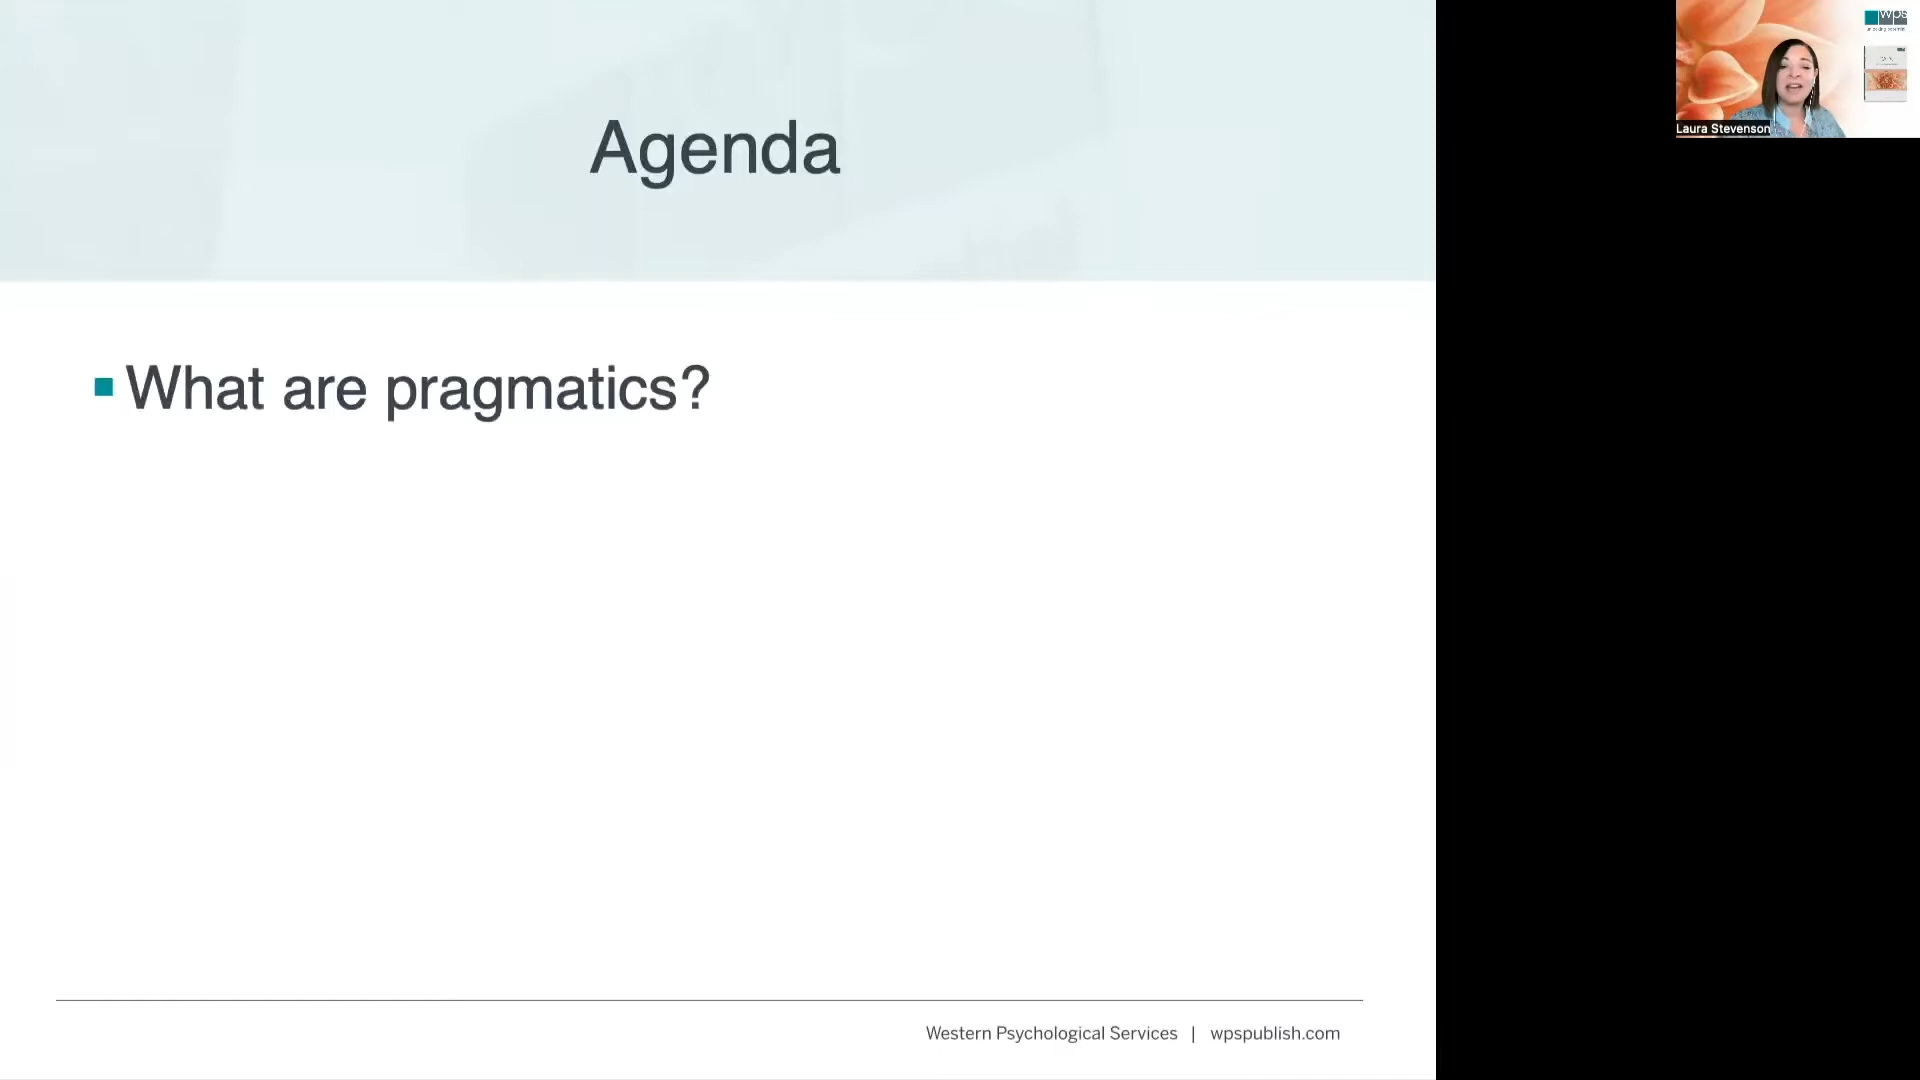 Agenda
What are pragmatics?
Western Psychological Services | wpspublish.com
wps
Laura Stevenson